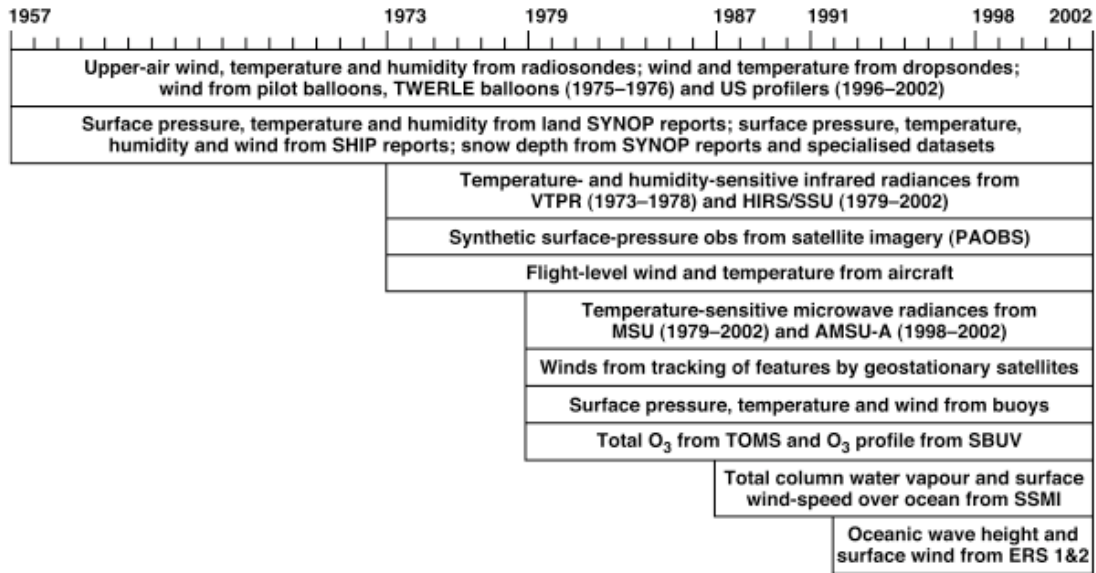 1957 1973 1979 1987 1991 1998 2002
Upper-air wind, temperature and humidity from radiosondes; wind and temperature from dropsondes;
wind from pilot balloons, TWERLE balloons (1975–1976) and US profilers (1996–2002)
Surface pressure, temperature and humidity from land SYNOP reports; surface pressure, temperature,
humidity and wind from SHIP reports; snow depth from SYNOP reports and specialised datasets
Temperature- and humidity-sensitive infrared radiances from
VTPR (1973–1978) and HIRS/SSU (1979–2002)
Synthetic surface-pressure obs from satellite imagery (PAOBS)
Flight-level wind and temperature from aircraft
Temperature-sensitive microwave radiances from
MSU (1979–2002) and AMSU-A (1998–2002)
Winds from tracking of features by geostationary satellites
Surface pressure, temperature and wind from buoys
Total O₃ from TOMS and O₃ profile from SBUV
Total column water vapour and surface
wind-speed over ocean from SSMI
Oceanic wave height and
surface wind from ERS 1&2